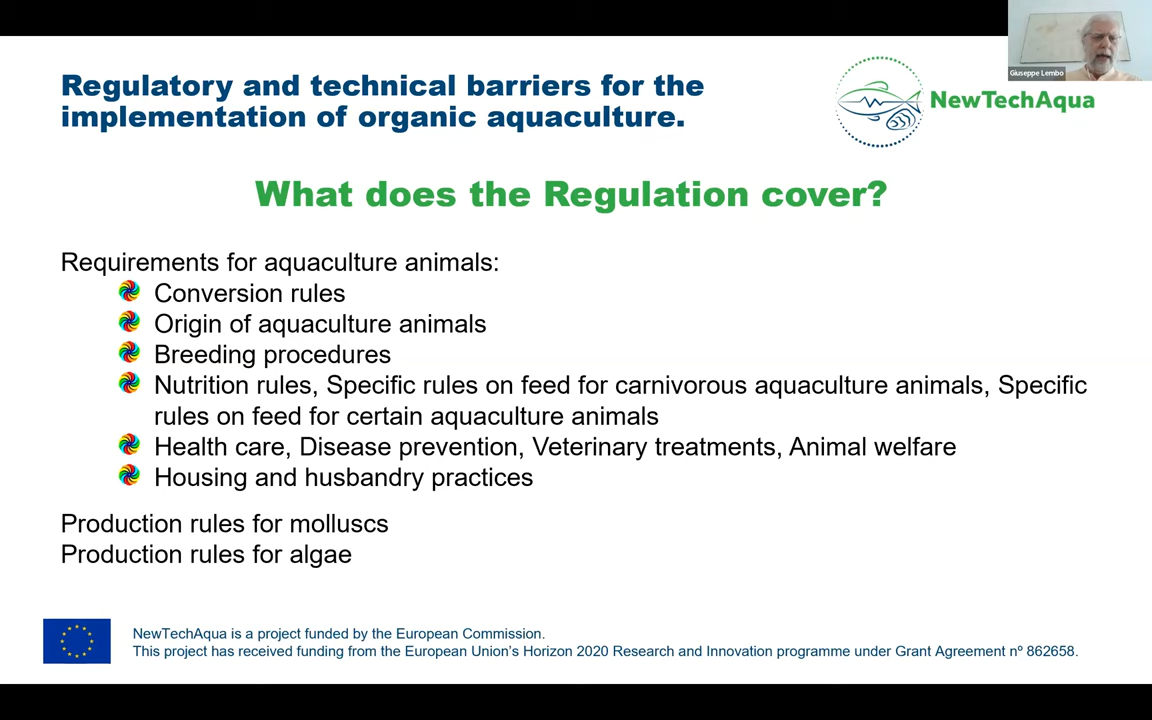 Giuseppe Lembo
Regulatory and technical barriers for the
implementation of organic aquaculture.
NewTechAqua
What does the Regulation cover?
Requirements for aquaculture animals:
Conversion rules
Origin of aquaculture animals
Breeding procedures
Nutrition rules, Specific rules on feed for carnivorous aquaculture animals, Specific
rules on feed for certain aquaculture animals
Health care, Disease prevention, Veterinary treatments, Animal welfare
Housing and husbandry practices
Production rules for molluscs
Production rules for algae
NewTechAqua is a project funded by the European Commission.
This project has received funding from the European Union’s Horizon 2020 Research and Innovation programme under Grant Agreement nº 862658.